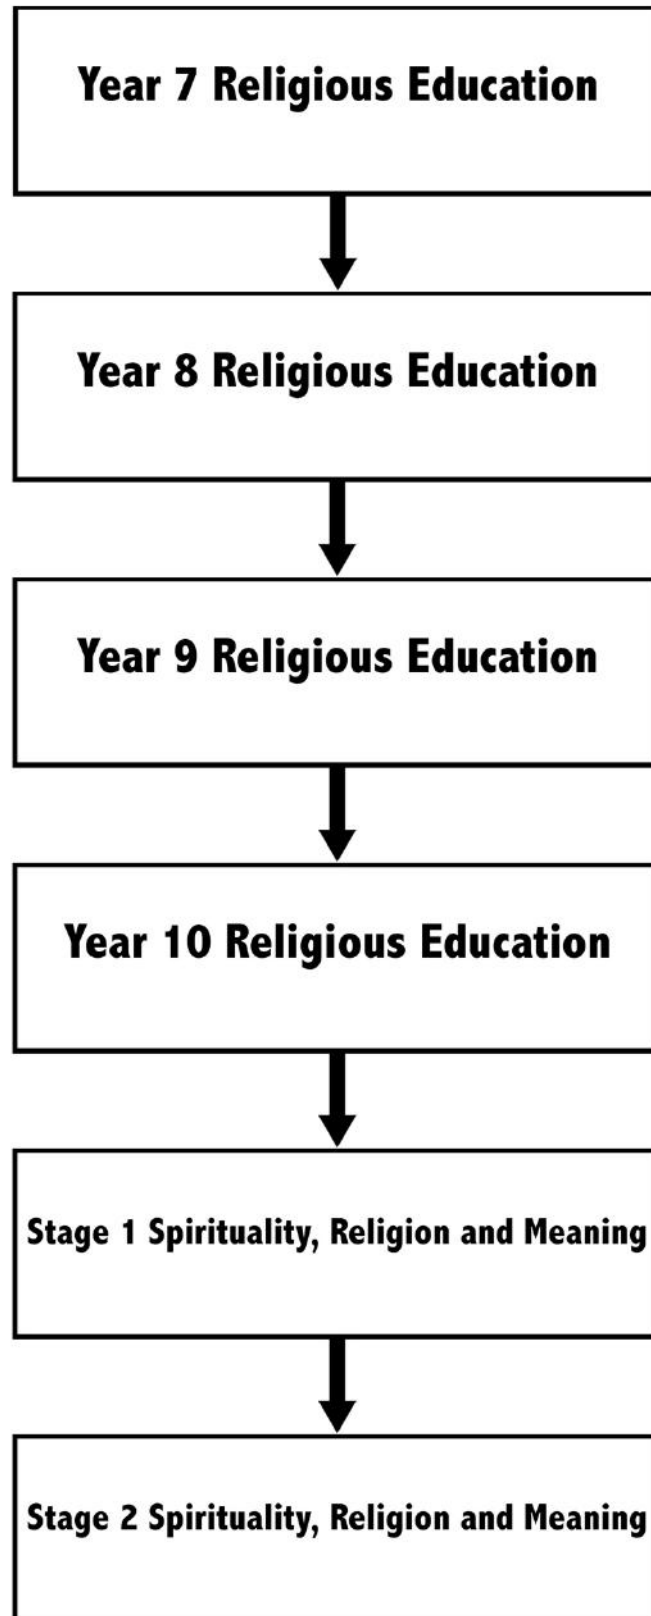 Year 7 Religious Education
Year 8 Religious Education
Year 9 Religious Education
Year 10 Religious Education
Stage 1 Spirituality, Religion and Meaning
Stage 2 Spirituality, Religion and Meaning